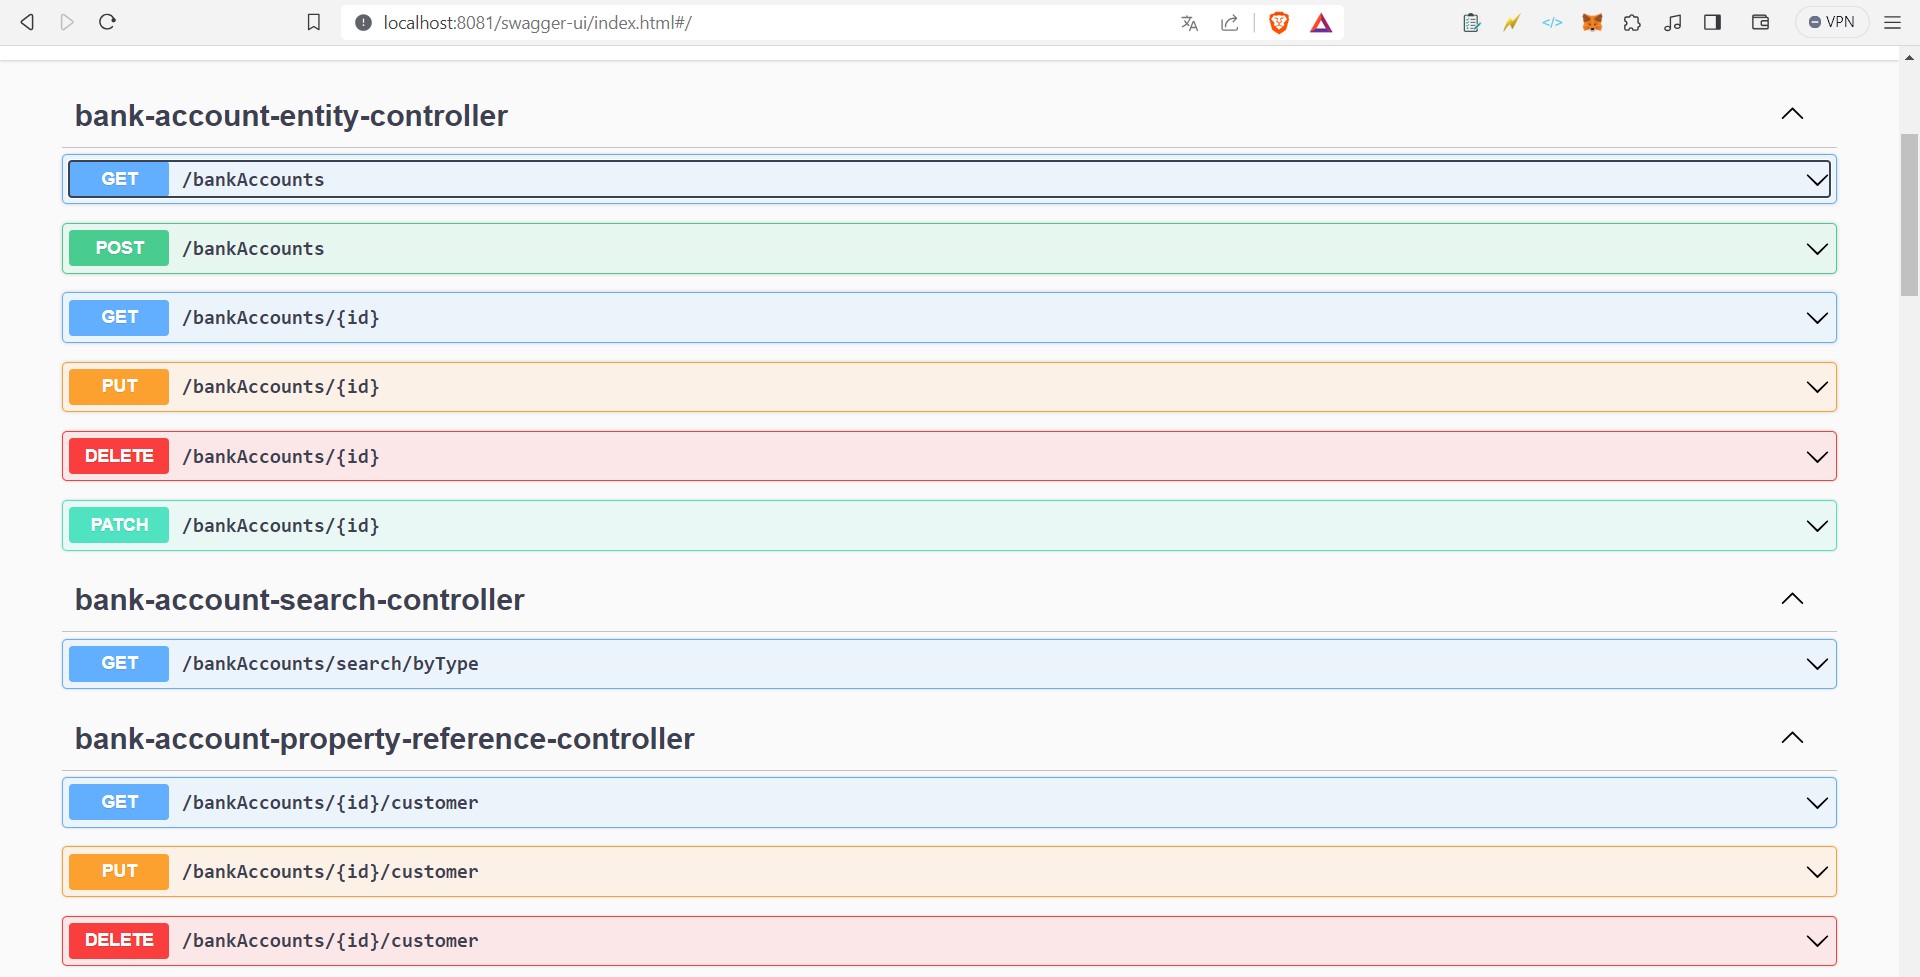 localhost:8081/swagger-ui/index.html#/
VPN
bank-account-entity-controller
GET /bankAccounts
POST /bankAccounts
GET /bankAccounts/{id}
PUT /bankAccounts/{id}
DELETE /bankAccounts/{id}
PATCH /bankAccounts/{id}
bank-account-search-controller
GET /bankAccounts/search/byType
bank-account-property-reference-controller
GET /bankAccounts/{id}/customer
PUT /bankAccounts/{id}/customer
DELETE /bankAccounts/{id}/customer